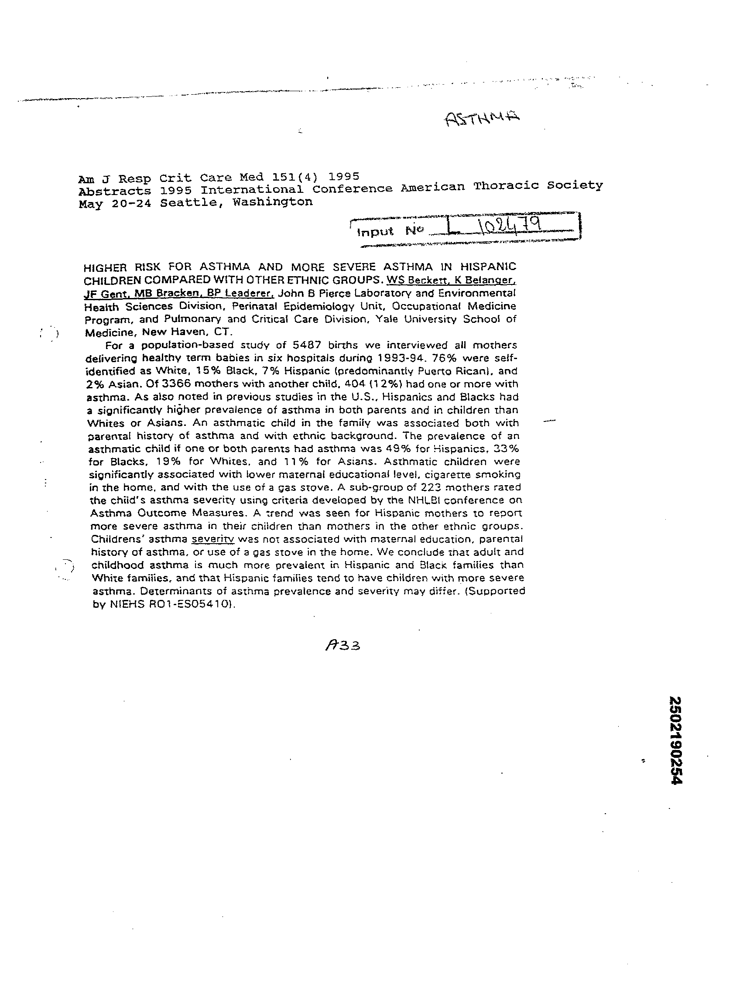 ASTHMA
Am J Resp Crit Care Med 151(4) 1995
Abstracts 1995 International Conference American Thoracic Society
May 20-24 Seattle, Washington
Input No L 102479
HIGHER RISK FOR ASTHMA AND MORE SEVERE ASTHMA IN HISPANIC
CHILDREN COMPARED WITH OTHER ETHNIC GROUPS. WS Beckett, K Belanger,
JF Gent, MB Bracken, BP Leaderer, John B Pierce Laboratory and Environmental
Health Sciences Division, Perinatal Epidemiology Unit, Occupational Medicine
Program, and Pulmonary and Critical Care Division, Yale University School of
Medicine, New Haven, CT.
For a population-based study of 5487 births we interviewed all mothers
delivering healthy term babies in six hospitals during 1993-94. 76% were self-
identified as White, 15% Black, 7% Hispanic (predominantly Puerto Rican), and
2% Asian. Of 3366 mothers with another child, 404 (12%) had one or more with
asthma. As also noted in previous studies in the U.S., Hispanics and Blacks had
a significantly higher prevalence of asthma in both parents and in children than
Whites or Asians. An asthmatic child in the family was associated both with
parental history of asthma and with ethnic background. The prevalence of an
asthmatic child if one or both parents had asthma was 49% for Hispanics, 33%
for Blacks, 19% for Whites, and 11% for Asians. Asthmatic children were
significantly associated with lower maternal educational level, cigarette smoking
in the home, and with the use of a gas stove. A sub-group of 223 mothers rated
the child's asthma severity using criteria developed by the NHLBI conference on
Asthma Outcome Measures. A trend was seen for Hispanic mothers to report
more severe asthma in their children than mothers in the other ethnic groups.
Childrens' asthma severity was not associated with maternal education, parental
history of asthma, or use of a gas stove in the home. We conclude that adult and
childhood asthma is much more prevalent in Hispanic and Black families than
White families, and that Hispanic families tend to have children with more severe
asthma. Determinants of asthma prevalence and severity may differ. (Supported
by NIEHS RO1-ES05410).
A33
2502190254